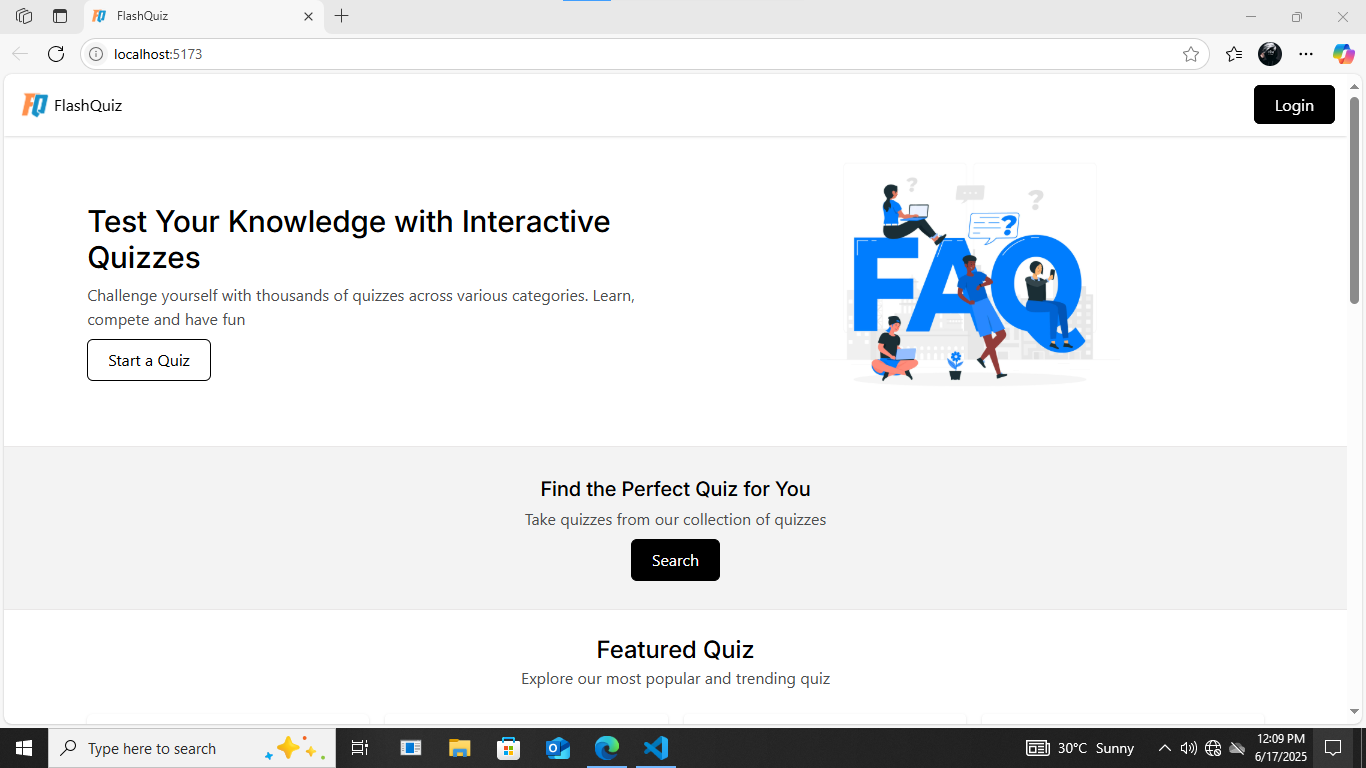 FlashQuiz
localhost:5173
FQ FlashQuiz
Login
Test Your Knowledge with Interactive
Quizzes
Challenge yourself with thousands of quizzes across various categories. Learn,
compete and have fun
Start a Quiz
? ?
?
FAQ
Find the Perfect Quiz for You
Take quizzes from our collection of quizzes
Search
Featured Quiz
Explore our most popular and trending quiz
Type here to search
30°C Sunny
12:09 PM
6/17/2025